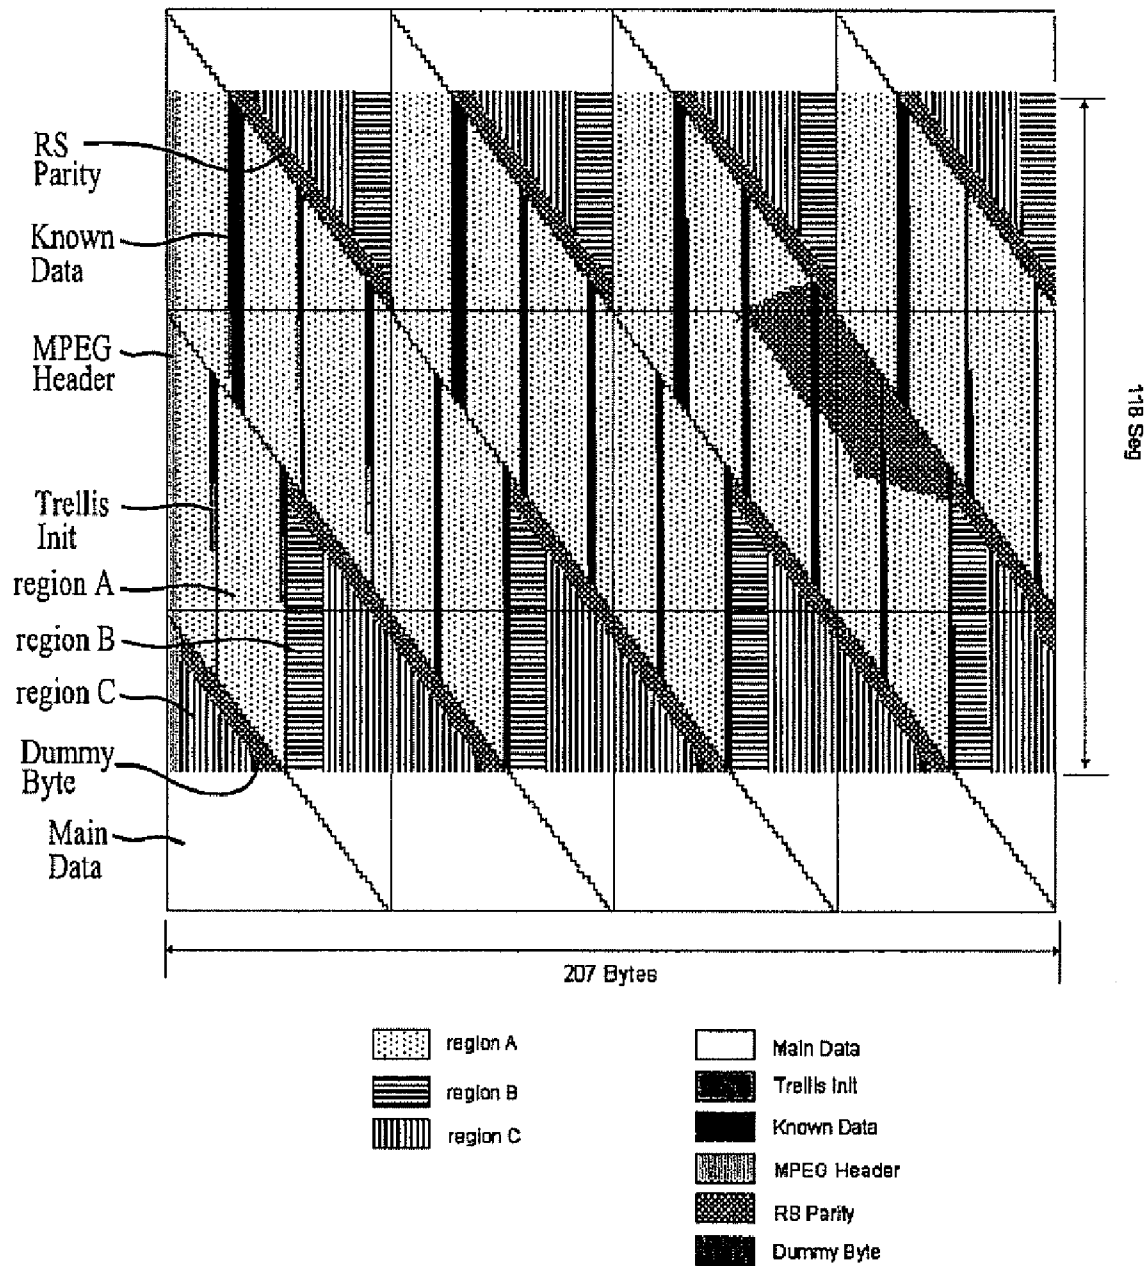 RS
Parity
Known
Data
MPEG
Header
Trellis
Init
region A
region B
region C
Dummy
Byte
Main
Data
118 Seg
207 Bytes
region A
region B
region C
Main Data
Trellis Init
Known Data
MPEG Header
RS Parity
Dummy Byte